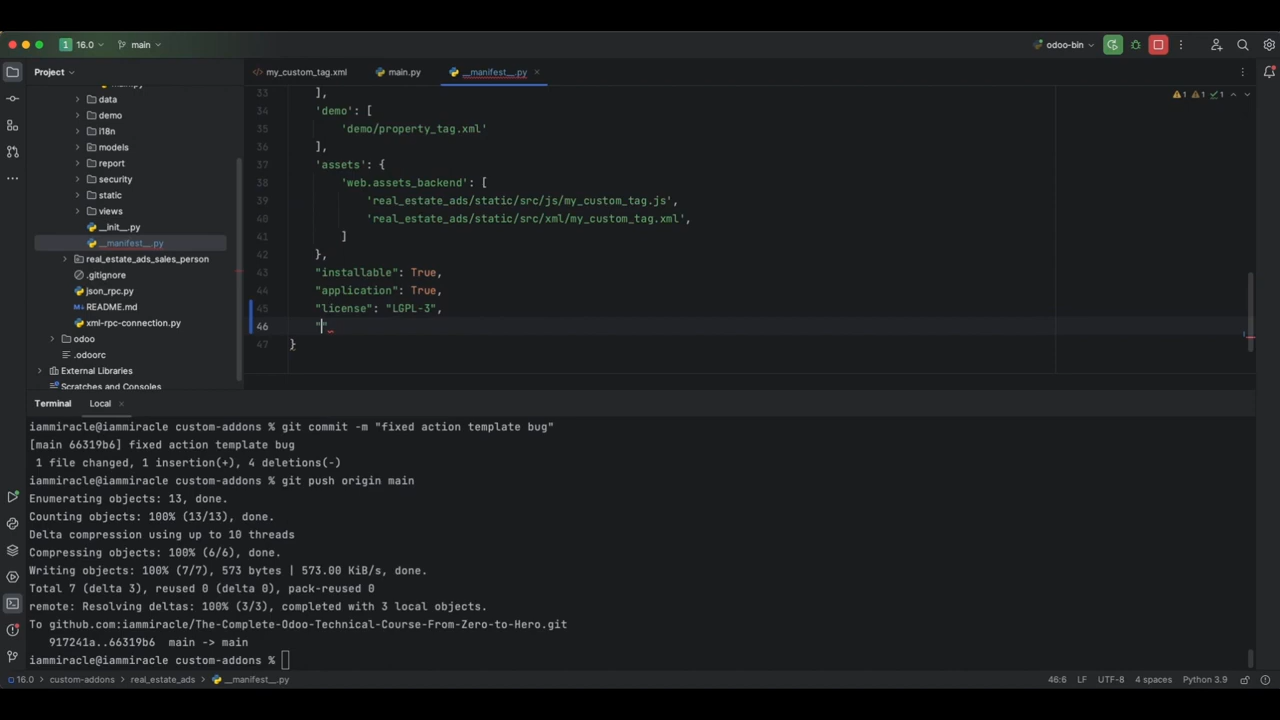 1 16.0 main odoo-bin
Project my_custom_tag.xml main.py __manifest__.py
data
demo
i18n
models
report
security
static
views
__init__.py
__manifest__.py
real_estate_ads_sales_person
.gitignore
json_rpc.py
README.md
xml-rpc-connection.py
odoo
.odoorc
External Libraries
Scratches and Consoles
1 1 1
33 ],
34 'demo': [
35 'demo/property_tag.xml'
36 ],
37 'assets': {
38 'web.assets_backend': [
39 'real_estate_ads/static/src/js/my_custom_tag.js',
40 'real_estate_ads/static/src/xml/my_custom_tag.xml',
41 ]
42 },
43 "installable": True,
44 "application": True,
45 "license": "LGPL-3",
46 ""
47 }
Terminal Local
iammiracle@iammiracle custom-addons % git commit -m "fixed action template bug"
[main 66319b6] fixed action template bug
1 file changed, 1 insertion(+), 4 deletions(-)
iammiracle@iammiracle custom-addons % git push origin main
Enumerating objects: 13, done.
Counting objects: 100% (13/13), done.
Delta compression using up to 10 threads
Compressing objects: 100% (6/6), done.
Writing objects: 100% (7/7), 573 bytes | 573.00 KiB/s, done.
Total 7 (delta 3), reused 0 (delta 0), pack-reused 0
remote: Resolving deltas: 100% (3/3), completed with 3 local objects.
To github.com:iammiracle/The-Complete-Odoo-Technical-Course-From-Zero-to-Hero.git
917241a..66319b6 main -> main
iammiracle@iammiracle custom-addons %
16.0 > custom-addons > real_estate_ads > __manifest__.py 46:6 LF UTF-8 4 spaces Python 3.9